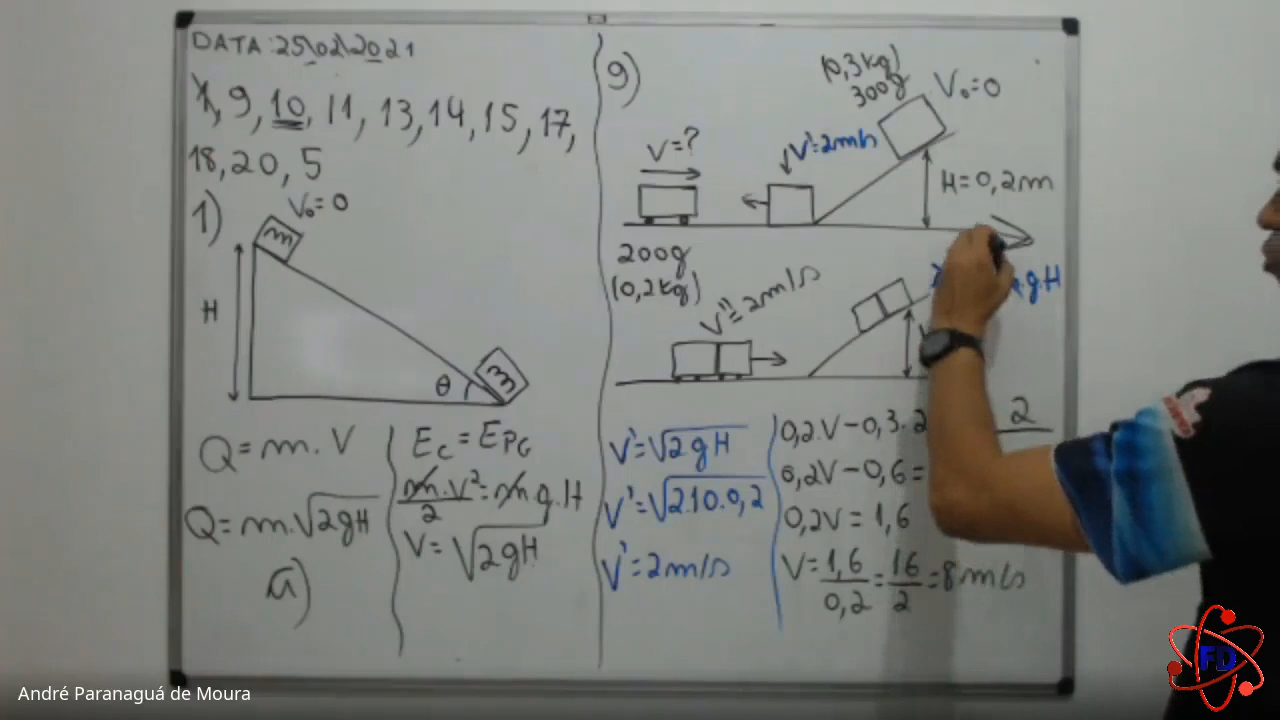 DATA: 25\02\2021
1, 9, 10, 11, 13, 14, 15, 17,
18, 20, 5
1)
V₀=0
m
H
θ
m
Q = m. V
Q = m.√2gH
a)
Ec = EPG
m.V² = m.g.H
2
V = √2gH
9)
(0,3kg)
300g
V₀=0
V=?
V'=2m/s
H=0,2m
200g
(0,2kg)
V''=2m/s
.g.H
V'=√2gH
V'=√2.10.0,2
V'=2m/s
0,2.V-0,3.2
2
0,2V-0,6=
0,2V = 1,6
V= 1,6 = 16 = 8m/s
0,2 2
André Paranaguá de Moura
FD